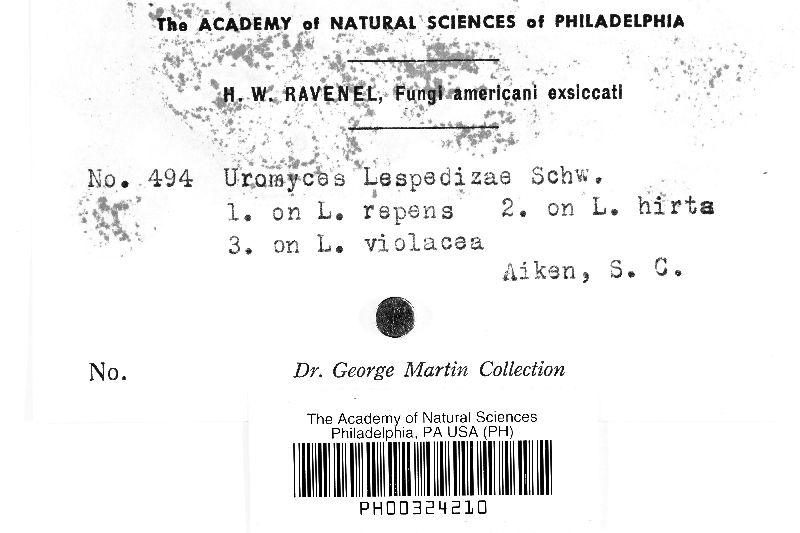 The ACADEMY of NATURAL SCIENCES of PHILADELPHIA
H. W. RAVENEL, Fungi americani exsiccati
No. 494 Uromyces Lespedizae Schw.
1. on L. repens 2. on L. hirta
3. on L. violacea
Aiken, S. C.
No. Dr. George Martin Collection
The Academy of Natural Sciences
Philadelphia, PA USA (PH)
PH00324210